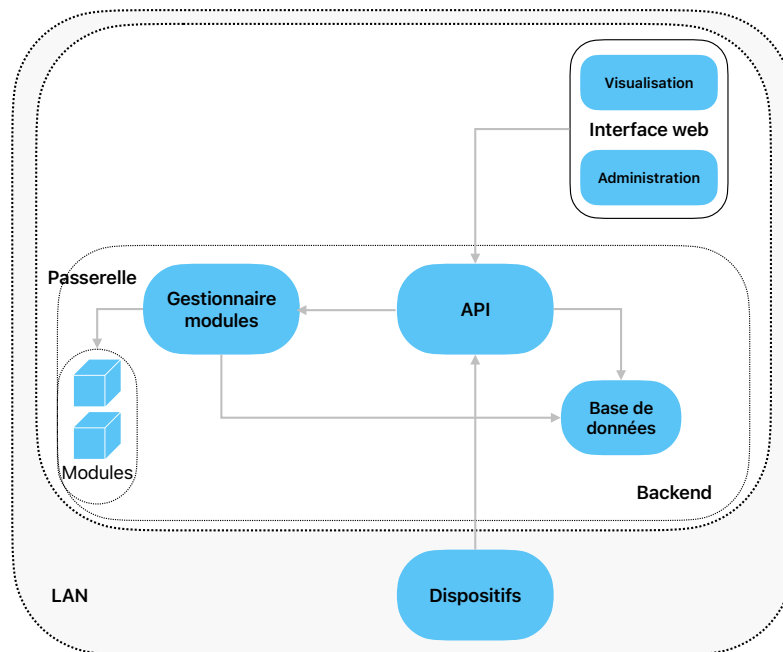 Visualisation
Interface web
Administration
Passerelle
Gestionnaire
modules
API
Base de
données
Modules
Backend
LAN
Dispositifs